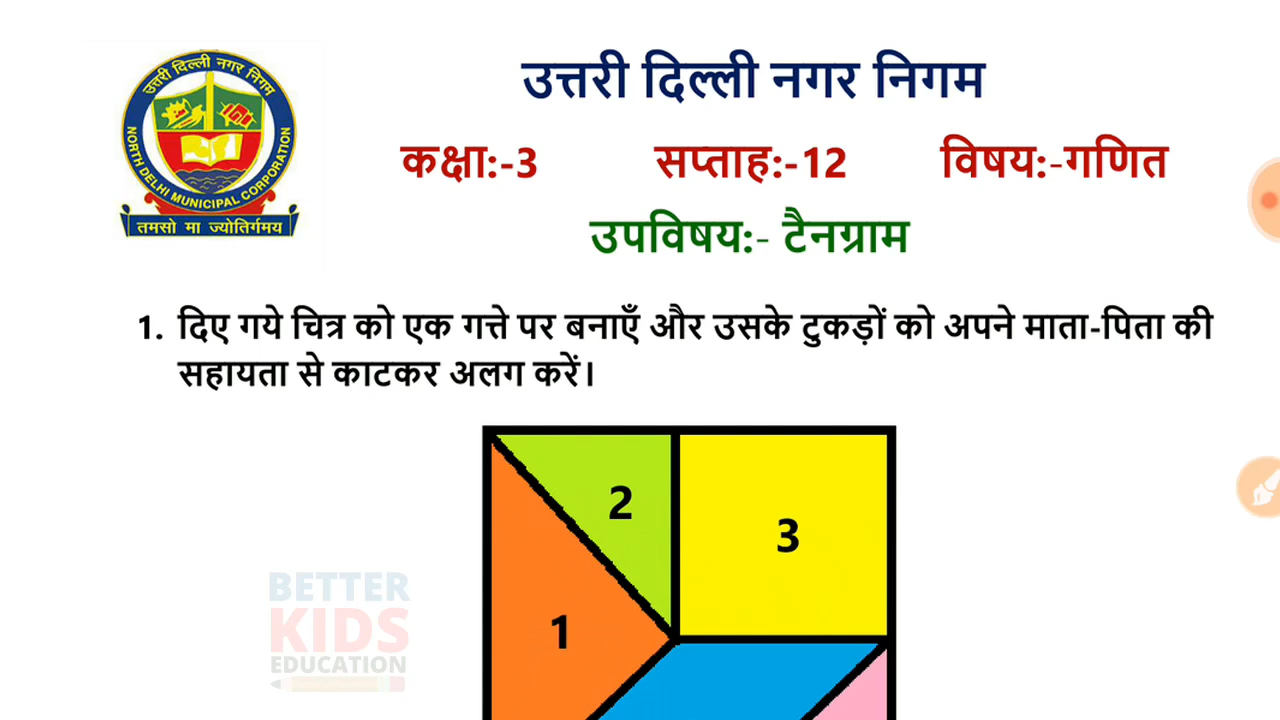 उत्तरी दिल्ली नगर निगम
NORTH DELHI MUNICIPAL CORPORATION
तमसो मा ज्योतिर्गमय
उत्तरी दिल्ली नगर निगम
कक्षा:-3 सप्ताह:-12 विषय:-गणित
उपविषय:- टैनग्राम
1. दिए गये चित्र को एक गत्ते पर बनाएँ और उसके टुकड़ों को अपने माता-पिता की
सहायता से काटकर अलग करें।
2
3
1
BETTER
KIDS
EDUCATION